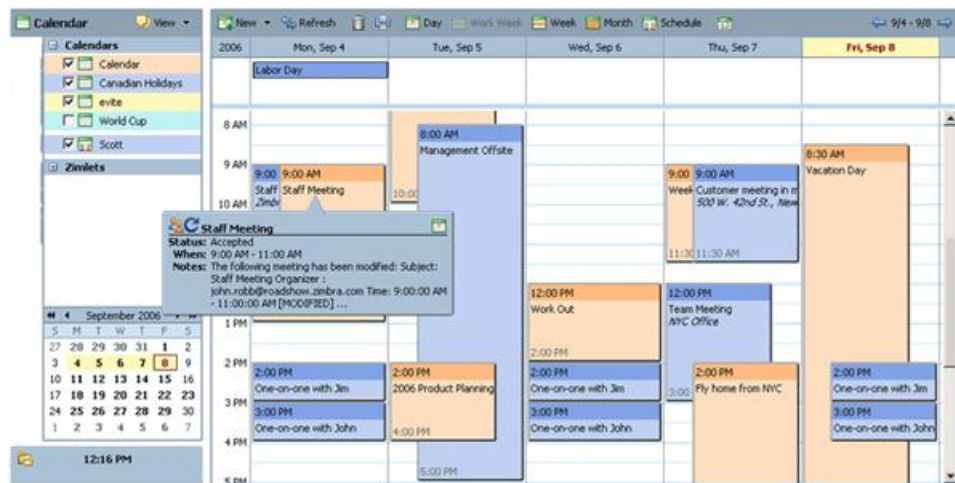 Calendar View
Calendars
Calendar
Canadian Holidays
evite
World Cup
Scott
Zimlets
New Refresh Day Work Week Week Month Schedule 9/4 - 9/8
2006 Mon, Sep 4 Tue, Sep 5 Wed, Sep 6 Thu, Sep 7 Fri, Sep 8
Labor Day
8 AM
9 AM
10 AM
1 PM
2 PM
3 PM
4 PM
5 PM
9:00 9:00 AM
Staff Staff Meeting
Zimbr
Staff Meeting
Status: Accepted
When: 9:00 AM - 11:00 AM
Notes: The following meeting has been modified: Subject:
Staff Meeting Organizer :
john.robb@roadshow.zimbra.com Time: 9:00:00 AM
- 11:00:00 AM [MODIFIED] ...
2:00 PM
One-on-one with Jim
3:00 PM
One-on-one with John
10:00
8:00 AM
Management Offsite
5:00 PM
2:00 PM
2006 Product Planning
4:00 PM
12:00 PM
Work Out
2:00 PM
2:00 PM
One-on-one with Jim
3:00 PM
One-on-one with John
9:00 9:00 AM
Week Customer meeting in m
500 W. 42nd St., New
11:30 11:30 AM
12:00 PM
Team Meeting
NYC Office
3:00
2:00 PM
Fly home from NYC
8:30 AM
Vacation Day
2:00 PM
One-on-one with Jim
3:00 PM
One-on-one with John
September 2006
S M T W T F S
27 28 29 30 31 1 2
3 4 5 6 7 8 9
10 11 12 13 14 15 16
17 18 19 20 21 22 23
24 25 26 27 28 29 30
1 2 3 4 5 6 7
12:16 PM